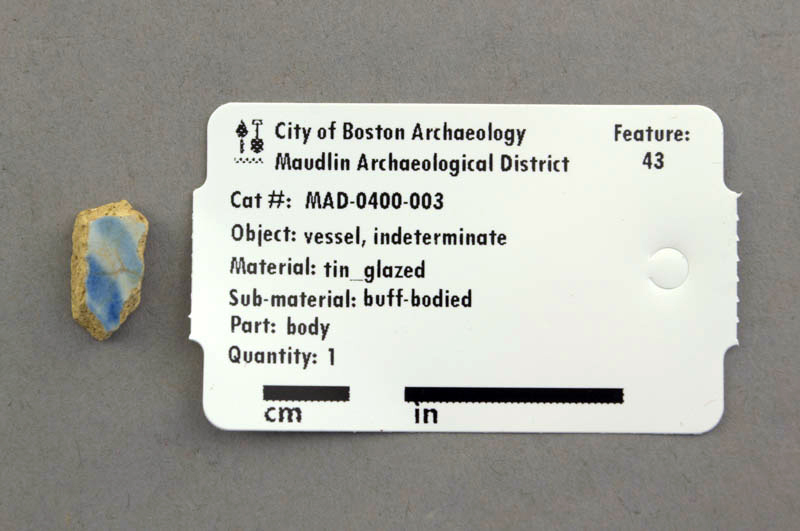 City of Boston Archaeology
Maudlin Archaeological District
Feature:
43
Cat #: MAD-0400-003
Object: vessel, indeterminate
Material: tin_glazed
Sub-material: buff-bodied
Part: body
Quantity: 1
cm
in